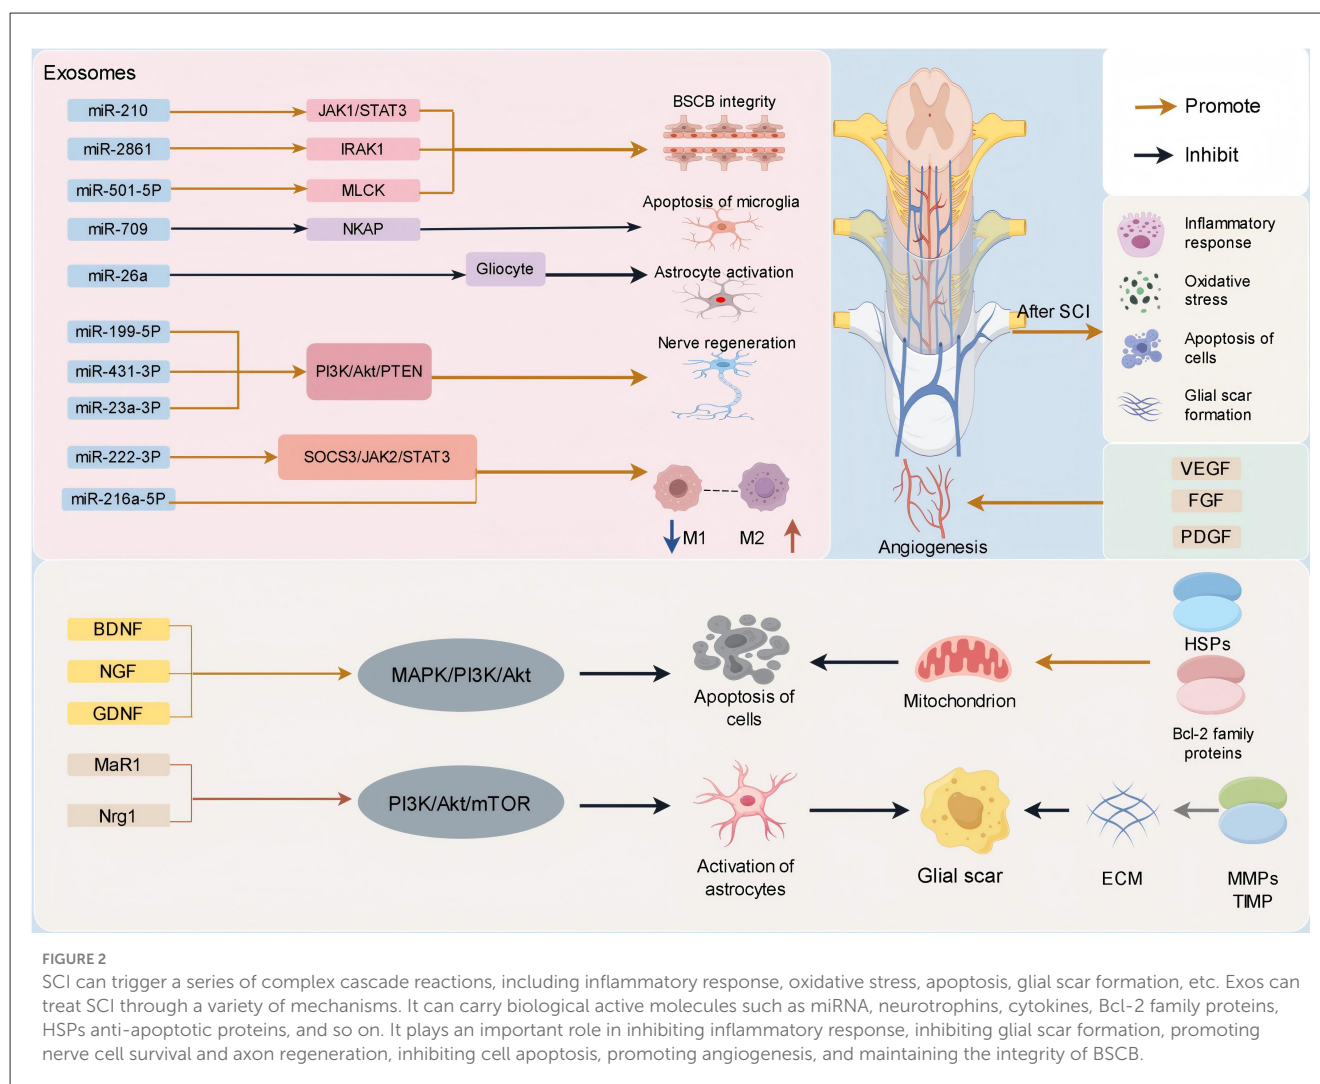 Exosomes
miR-210
JAK1/STAT3
miR-2861
IRAK1
miR-501-5P
MLCK
BSCB integrity
miR-709
NKAP
Apoptosis of microglia
miR-26a
Gliocyte
Astrocyte activation
miR-199-5P
miR-431-3P
miR-23a-3P
PI3K/Akt/PTEN
Nerve regeneration
miR-222-3P
SOCS3/JAK2/STAT3
miR-216a-5P
M1
M2
After SCI
Angiogenesis
Promote
Inhibit
Inflammatory
response
Oxidative
stress
Apoptosis of
cells
Glial scar
formation
VEGF
FGF
PDGF
BDNF
NGF
GDNF
MAPK/PI3K/Akt
Apoptosis of
cells
Mitochondrion
HSPs
Bcl-2 family
proteins
MaR1
Nrg1
PI3K/Akt/mTOR
Activation of
astrocytes
Glial scar
ECM
MMPs
TIMP
FIGURE 2
SCI can trigger a series of complex cascade reactions, including inflammatory response, oxidative stress, apoptosis, glial scar formation, etc. Exos can
treat SCI through a variety of mechanisms. It can carry biological active molecules such as miRNA, neurotrophins, cytokines, Bcl-2 family proteins,
HSPs anti-apoptotic proteins, and so on. It plays an important role in inhibiting inflammatory response, inhibiting glial scar formation, promoting
nerve cell survival and axon regeneration, inhibiting cell apoptosis, promoting angiogenesis, and maintaining the integrity of BSCB.